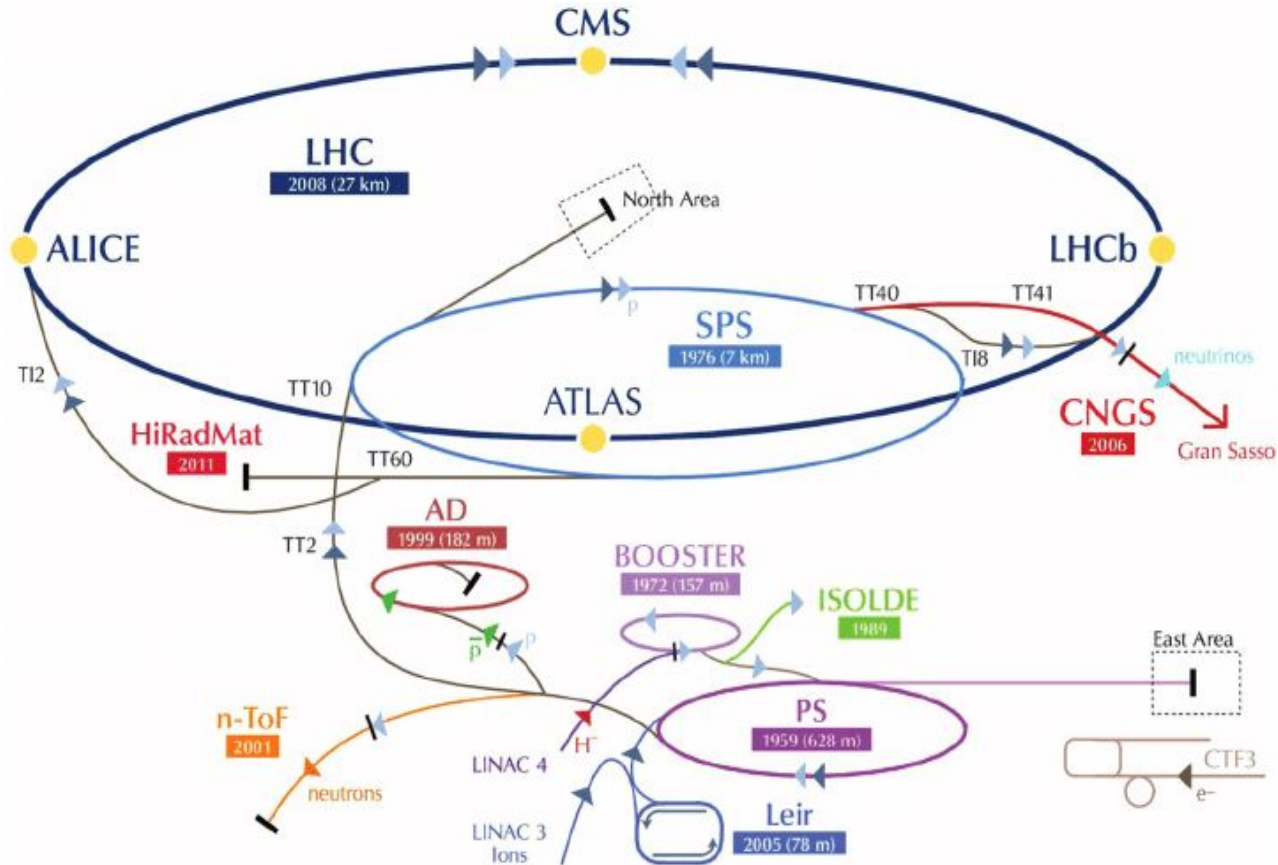 CMS
LHC
2008 (27 km)
North Area
ALICE
LHCb
TT40
TT41
p
SPS
1976 (7 km)
TI8
neutrinos
TI2
TT10
ATLAS
CNGS
2006
Gran Sasso
HiRadMat
2011
TT60
AD
1999 (182 m)
TT2
BOOSTER
1972 (157 m)
ISOLDE
1989
p̅
p
East Area
n-ToF
2001
PS
1959 (628 m)
H⁻
LINAC 4
neutrons
CTF3
e⁻
LINAC 3
Ions
Leir
2005 (78 m)